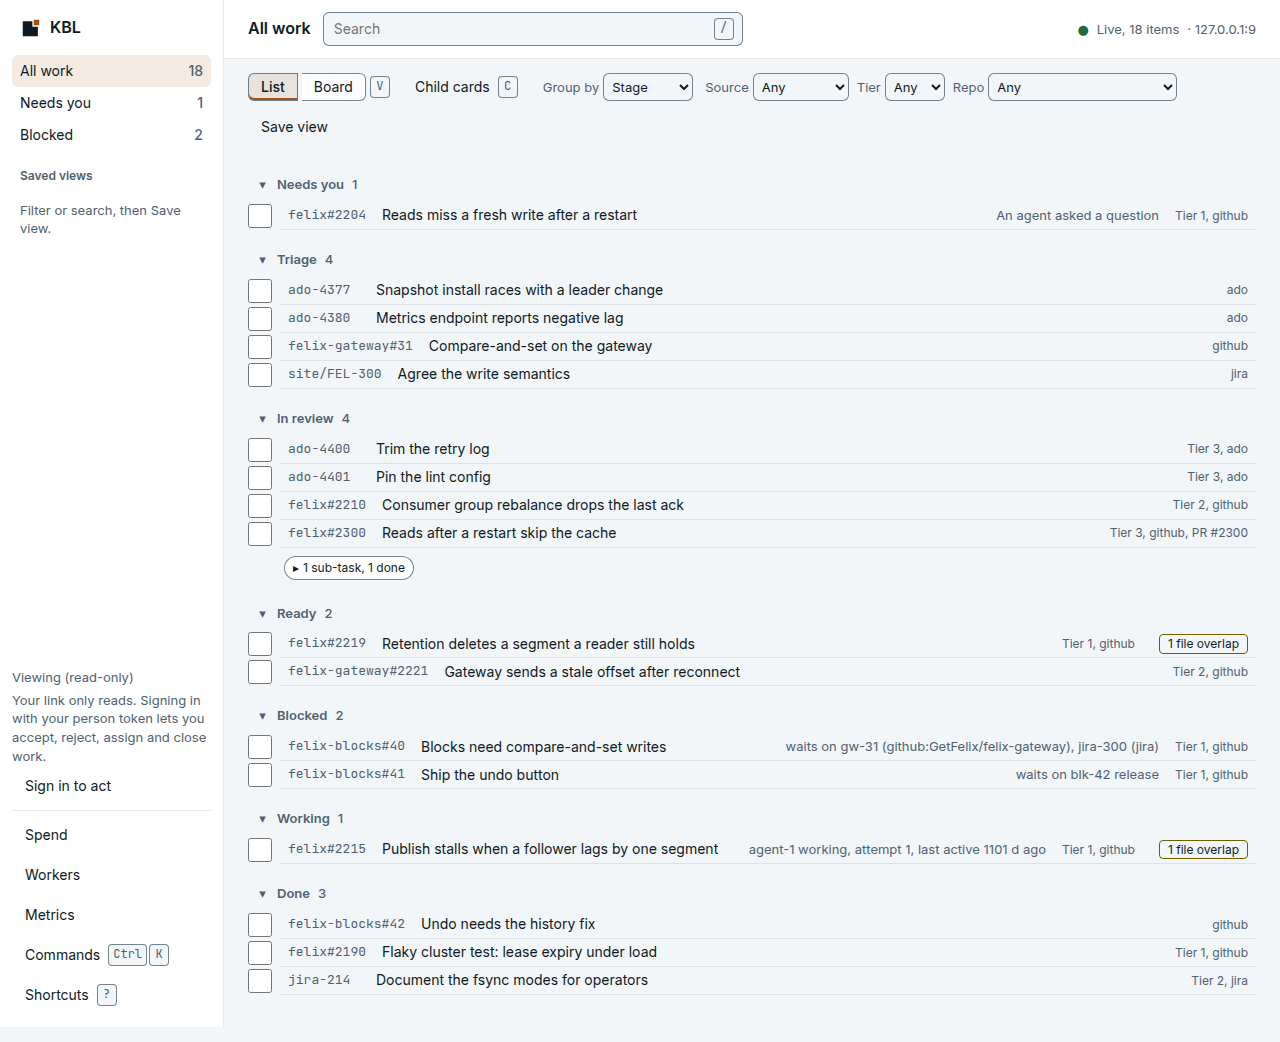 KBL
All work 18
Needs you 1
Blocked 2
Saved views
Filter or search, then Save
view.
Viewing (read-only)
Your link only reads. Signing in
with your person token lets you
accept, reject, assign and close
work.
Sign in to act
Spend
Workers
Metrics
Commands Ctrl K
Shortcuts ?
All work Search / Live, 18 items · 127.0.0.1:9
List Board V Child cards C Group by Stage Source Any Tier Any Repo Any
Save view
▾ Needs you 1
felix#2204 Reads miss a fresh write after a restart An agent asked a question Tier 1, github
▾ Triage 4
ado-4377 Snapshot install races with a leader change ado
ado-4380 Metrics endpoint reports negative lag ado
felix-gateway#31 Compare-and-set on the gateway github
site/FEL-300 Agree the write semantics jira
▾ In review 4
ado-4400 Trim the retry log Tier 3, ado
ado-4401 Pin the lint config Tier 3, ado
felix#2210 Consumer group rebalance drops the last ack Tier 2, github
felix#2300 Reads after a restart skip the cache Tier 3, github, PR #2300
▸ 1 sub-task, 1 done
▾ Ready 2
felix#2219 Retention deletes a segment a reader still holds Tier 1, github 1 file overlap
felix-gateway#2221 Gateway sends a stale offset after reconnect Tier 2, github
▾ Blocked 2
felix-blocks#40 Blocks need compare-and-set writes waits on gw-31 (github:GetFelix/felix-gateway), jira-300 (jira) Tier 1, github
felix-blocks#41 Ship the undo button waits on blk-42 release Tier 1, github
▾ Working 1
felix#2215 Publish stalls when a follower lags by one segment agent-1 working, attempt 1, last active 1101 d ago Tier 1, github 1 file overlap
▾ Done 3
felix-blocks#42 Undo needs the history fix github
felix#2190 Flaky cluster test: lease expiry under load Tier 1, github
jira-214 Document the fsync modes for operators Tier 2, jira